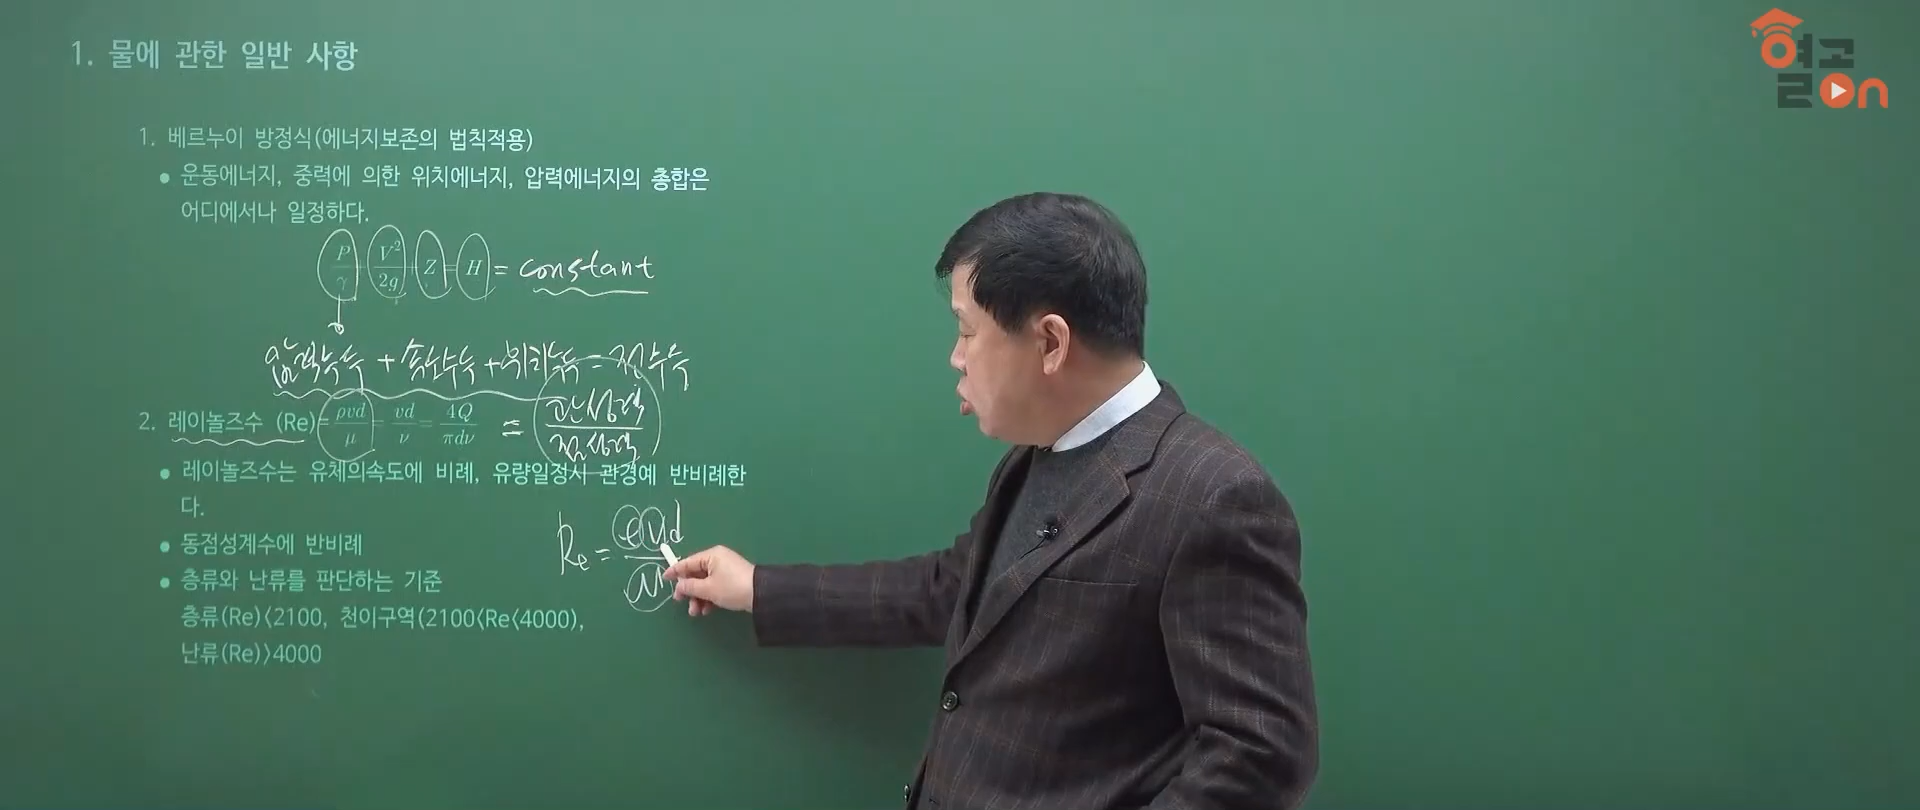 열공On
1. 물에 관한 일반 사항
1. 베르누이 방정식(에너지보존의 법칙적용)
• 운동에너지, 중력에 의한 위치에너지, 압력에너지의 총합은
어디에서나 일정하다.
P/γ + V²/2g + Z = H = constant
압력수두 + 속도수두 + 위치수두 = 전수두
2. 레이놀즈수 (Re) = ρvd/μ = vd/ν = 4Q/πdν = 관성력/점성력
• 레이놀즈수는 유체의속도에 비례, 유량일정시 관경에 반비례한
다.
Re = ρvd/μ
• 동점성계수에 반비례
• 층류와 난류를 판단하는 기준
층류(Re)<2100, 천이구역(2100<Re<4000),
난류(Re)>4000